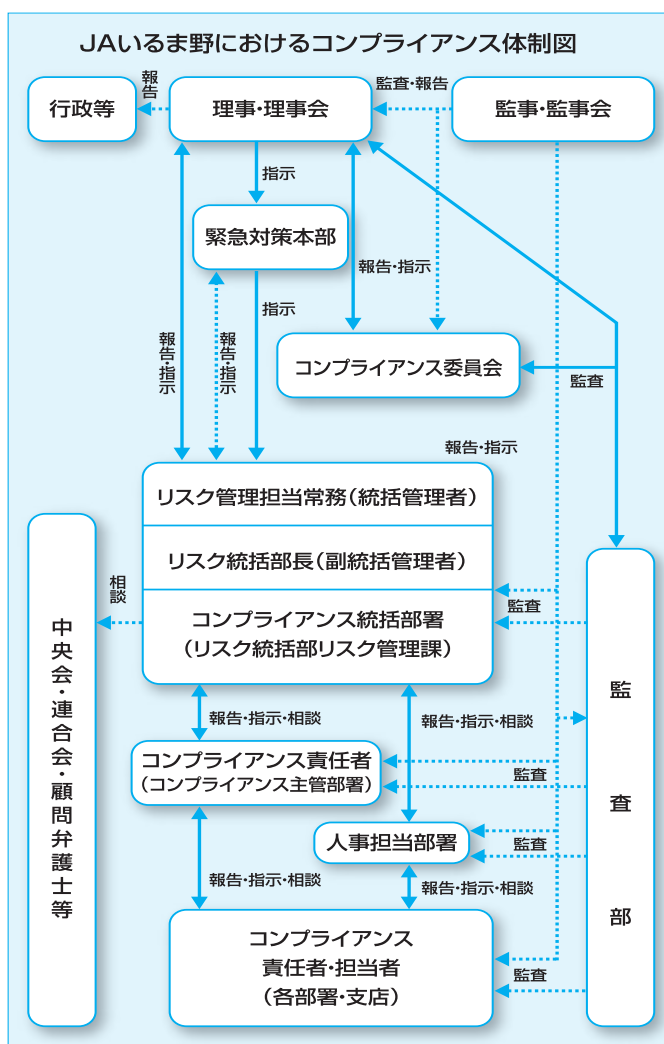 JAいるま野におけるコンプライアンス体制図
行政等
報告
理事・理事会
監査・報告
監事・監事会
指示
緊急対策本部
報告・指示
指示
報告・指示
報告・指示
コンプライアンス委員会
監査
報告・指示
リスク管理担当常務(統括管理者)
リスク統括部長(副統括管理者)
コンプライアンス統括部署
(リスク統括部リスク管理課)
相談
監査
中央会・連合会・顧問弁護士等
監査部
報告・指示・相談
報告・指示・相談
コンプライアンス責任者
(コンプライアンス主管部署)
監査
人事担当部署
監査
報告・指示・相談
報告・指示・相談
コンプライアンス
責任者・担当者
(各部署・支店)
監査